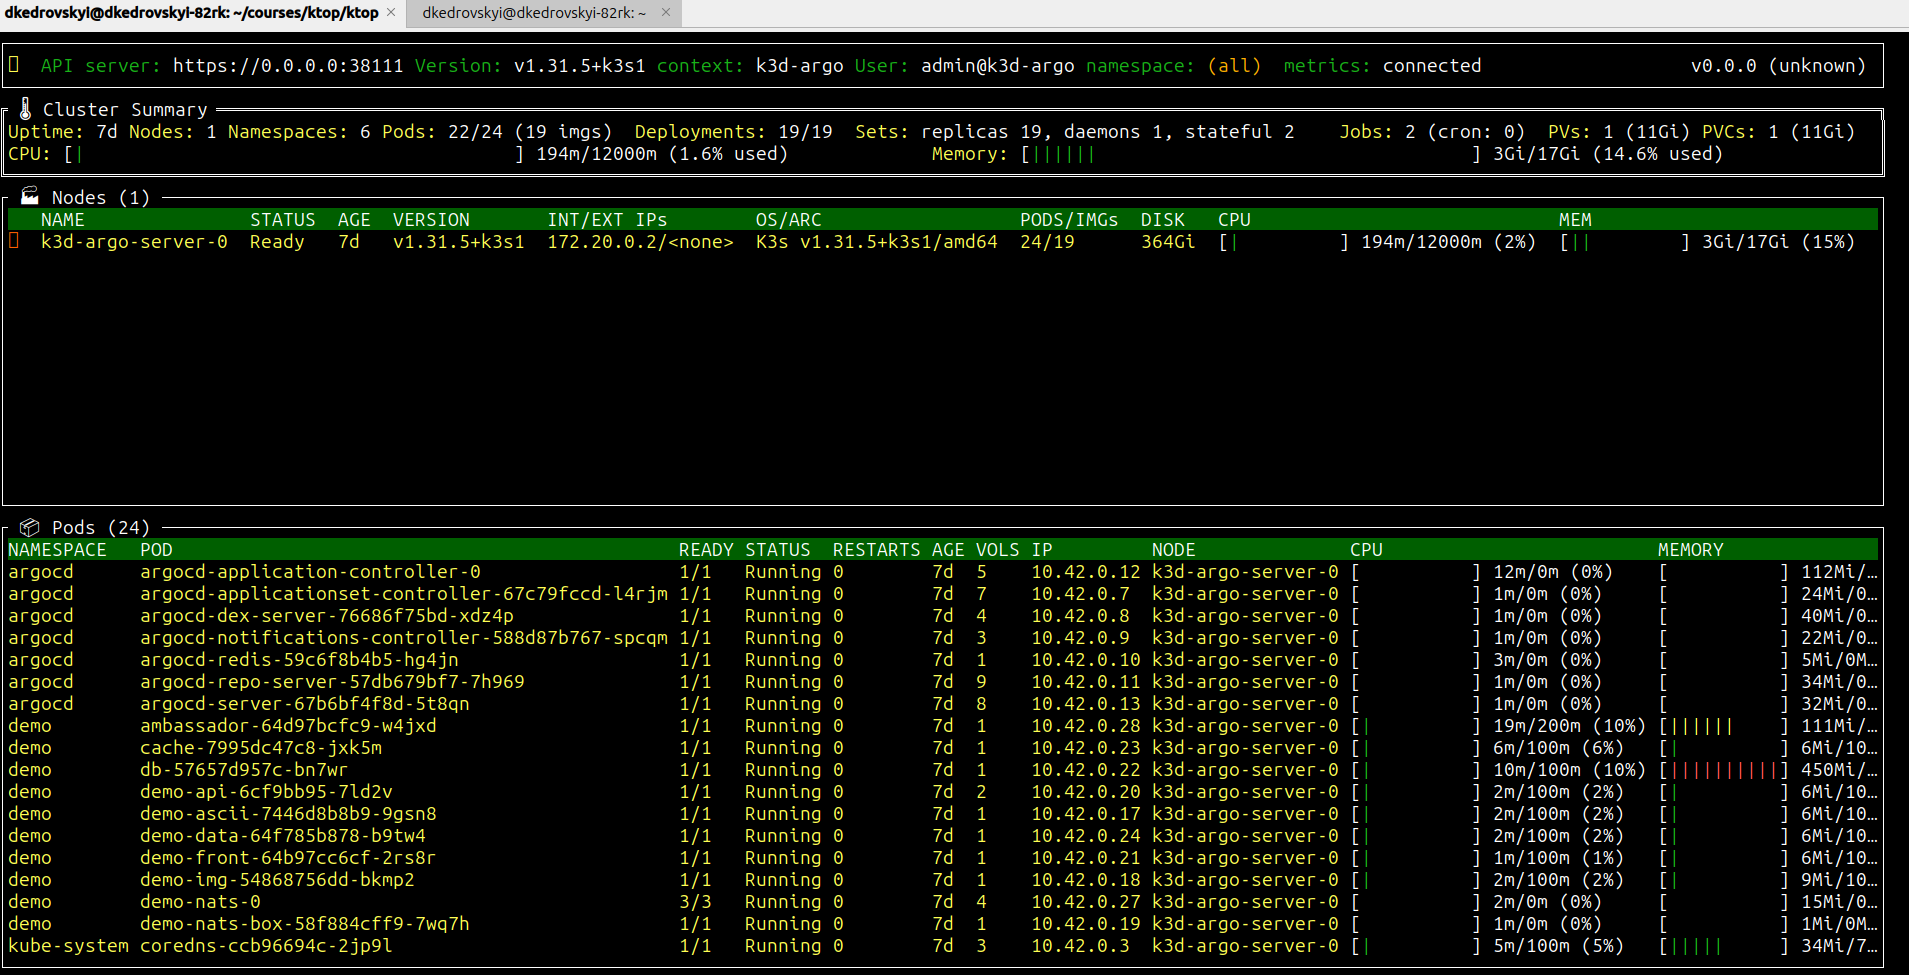 dkedrovskyi@dkedrovskyi-82rk: ~/courses/ktop/ktop × dkedrovskyi@dkedrovskyi-82rk: ~ ×
API server: https://0.0.0.0:38111 Version: v1.31.5+k3s1 context: k3d-argo User: admin@k3d-argo namespace: (all) metrics: connected v0.0.0 (unknown)
Cluster Summary
Uptime: 7d Nodes: 1 Namespaces: 6 Pods: 22/24 (19 imgs) Deployments: 19/19 Sets: replicas 19, daemons 1, stateful 2 Jobs: 2 (cron: 0) PVs: 1 (11Gi) PVCs: 1 (11Gi)
CPU: [| ] 194m/12000m (1.6% used) Memory: [|||||| ] 3Gi/17Gi (14.6% used)
Nodes (1)
NAME STATUS AGE VERSION INT/EXT IPs OS/ARC PODS/IMGs DISK CPU MEM
k3d-argo-server-0 Ready 7d v1.31.5+k3s1 172.20.0.2/<none> K3s v1.31.5+k3s1/amd64 24/19 364Gi [| ] 194m/12000m (2%) [|| ] 3Gi/17Gi (15%)
Pods (24)
NAMESPACE POD READY STATUS RESTARTS AGE VOLS IP NODE CPU MEMORY
argocd argocd-application-controller-0 1/1 Running 0 7d 5 10.42.0.12 k3d-argo-server-0 [ ] 12m/0m (0%) [ ] 112Mi/…
argocd argocd-applicationset-controller-67c79fccd-l4rjm 1/1 Running 0 7d 7 10.42.0.7 k3d-argo-server-0 [ ] 1m/0m (0%) [ ] 24Mi/0…
argocd argocd-dex-server-76686f75bd-xdz4p 1/1 Running 0 7d 4 10.42.0.8 k3d-argo-server-0 [ ] 1m/0m (0%) [ ] 40Mi/0…
argocd argocd-notifications-controller-588d87b767-spcqm 1/1 Running 0 7d 3 10.42.0.9 k3d-argo-server-0 [ ] 1m/0m (0%) [ ] 22Mi/0…
argocd argocd-redis-59c6f8b4b5-hg4jn 1/1 Running 0 7d 1 10.42.0.10 k3d-argo-server-0 [ ] 3m/0m (0%) [ ] 5Mi/0M…
argocd argocd-repo-server-57db679bf7-7h969 1/1 Running 0 7d 9 10.42.0.11 k3d-argo-server-0 [ ] 1m/0m (0%) [ ] 34Mi/0…
argocd argocd-server-67b6bf4f8d-5t8qn 1/1 Running 0 7d 8 10.42.0.13 k3d-argo-server-0 [ ] 1m/0m (0%) [ ] 32Mi/0…
demo ambassador-64d97bcfc9-w4jxd 1/1 Running 0 7d 1 10.42.0.28 k3d-argo-server-0 [| ] 19m/200m (10%) [|||||| ] 111Mi/…
demo cache-7995dc47c8-jxk5m 1/1 Running 0 7d 1 10.42.0.23 k3d-argo-server-0 [| ] 6m/100m (6%) [| ] 6Mi/10…
demo db-57657d957c-bn7wr 1/1 Running 0 7d 1 10.42.0.22 k3d-argo-server-0 [| ] 10m/100m (10%) [||||||||||] 450Mi/…
demo demo-api-6cf9bb95-7ld2v 1/1 Running 0 7d 2 10.42.0.20 k3d-argo-server-0 [| ] 2m/100m (2%) [| ] 6Mi/10…
demo demo-ascii-7446d8b8b9-9gsn8 1/1 Running 0 7d 1 10.42.0.17 k3d-argo-server-0 [| ] 2m/100m (2%) [| ] 6Mi/10…
demo demo-data-64f785b878-b9tw4 1/1 Running 0 7d 1 10.42.0.24 k3d-argo-server-0 [| ] 2m/100m (2%) [| ] 6Mi/10…
demo demo-front-64b97cc6cf-2rs8r 1/1 Running 0 7d 1 10.42.0.21 k3d-argo-server-0 [| ] 1m/100m (1%) [| ] 6Mi/10…
demo demo-img-54868756dd-bkmp2 1/1 Running 0 7d 1 10.42.0.18 k3d-argo-server-0 [| ] 2m/100m (2%) [| ] 9Mi/10…
demo demo-nats-0 3/3 Running 0 7d 4 10.42.0.27 k3d-argo-server-0 [ ] 2m/0m (0%) [ ] 15Mi/0…
demo demo-nats-box-58f884cff9-7wq7h 1/1 Running 0 7d 1 10.42.0.19 k3d-argo-server-0 [ ] 1m/0m (0%) [ ] 1Mi/0M…
kube-system coredns-ccb96694c-2jp9l 1/1 Running 0 7d 3 10.42.0.3 k3d-argo-server-0 [| ] 5m/100m (5%) [||||| ] 34Mi/7…